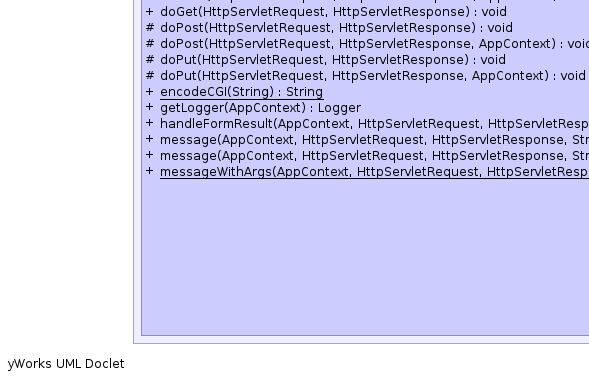 + doGet(HttpServletRequest, HttpServletResponse) : void
# doPost(HttpServletRequest, HttpServletResponse) : void
# doPost(HttpServletRequest, HttpServletResponse, AppContext) : void
# doPut(HttpServletRequest, HttpServletResponse) : void
# doPut(HttpServletRequest, HttpServletResponse, AppContext) : void
+ encodeCGI(String) : String
+ getLogger(AppContext) : Logger
+ handleFormResult(AppContext, HttpServletRequest, HttpServletResp
+ message(AppContext, HttpServletRequest, HttpServletResponse, Str
+ message(AppContext, HttpServletRequest, HttpServletResponse, Str
+ messageWithArgs(AppContext, HttpServletRequest, HttpServletResp
yWorks UML Doclet